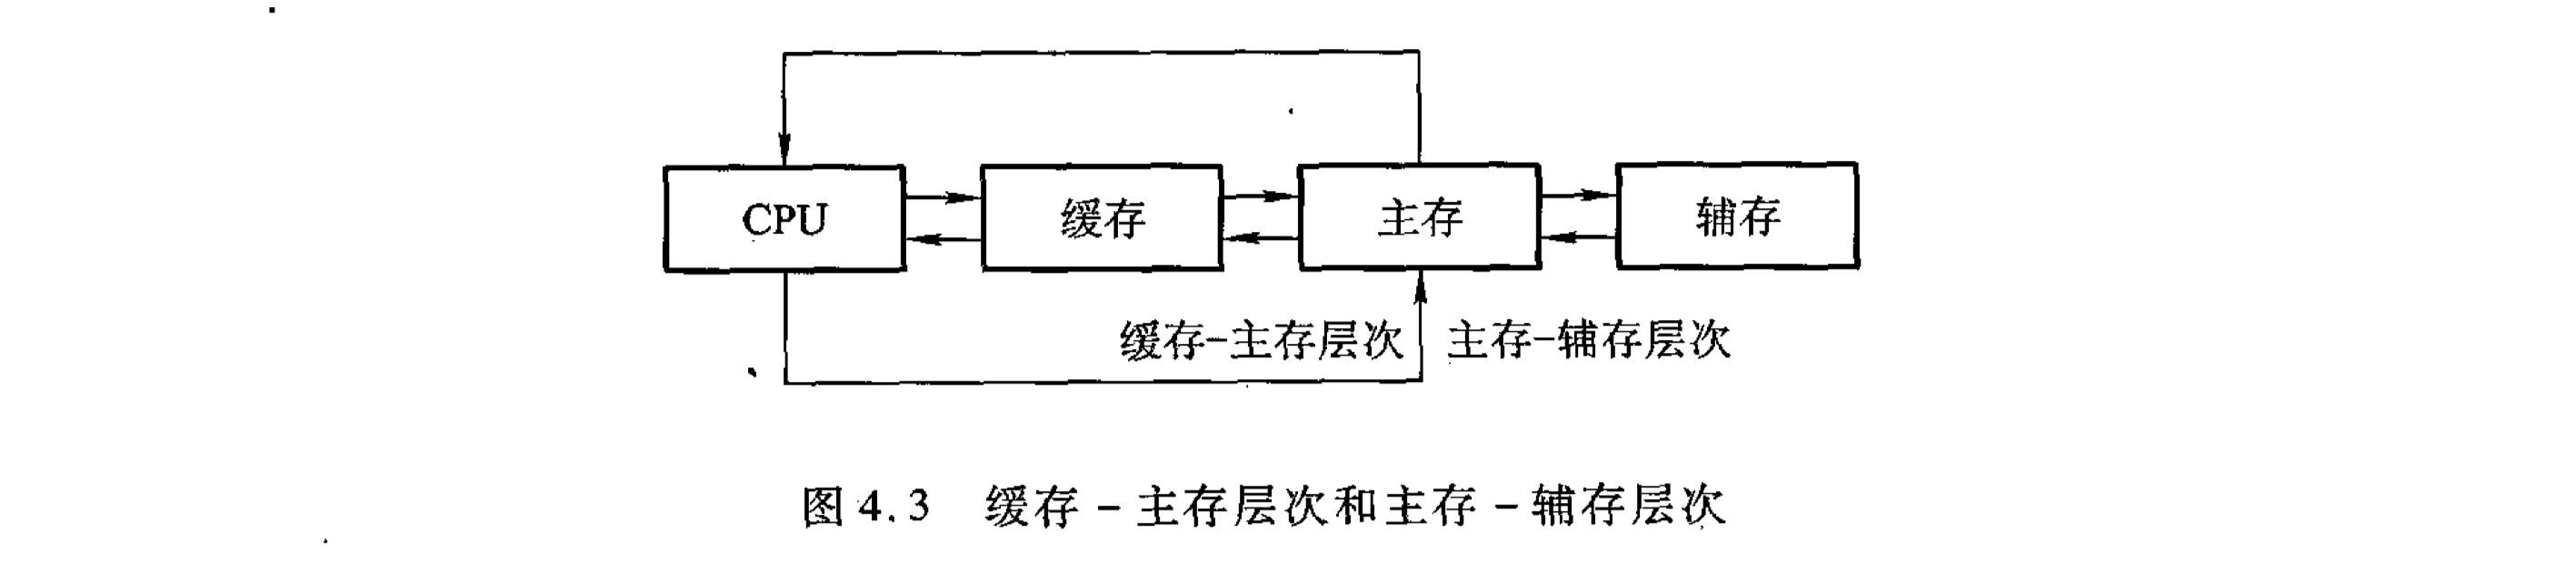 CPU
缓存
主存
辅存
缓存-主存层次
主存-辅存层次
图 4.3 缓存 - 主存层次和主存 - 辅存层次